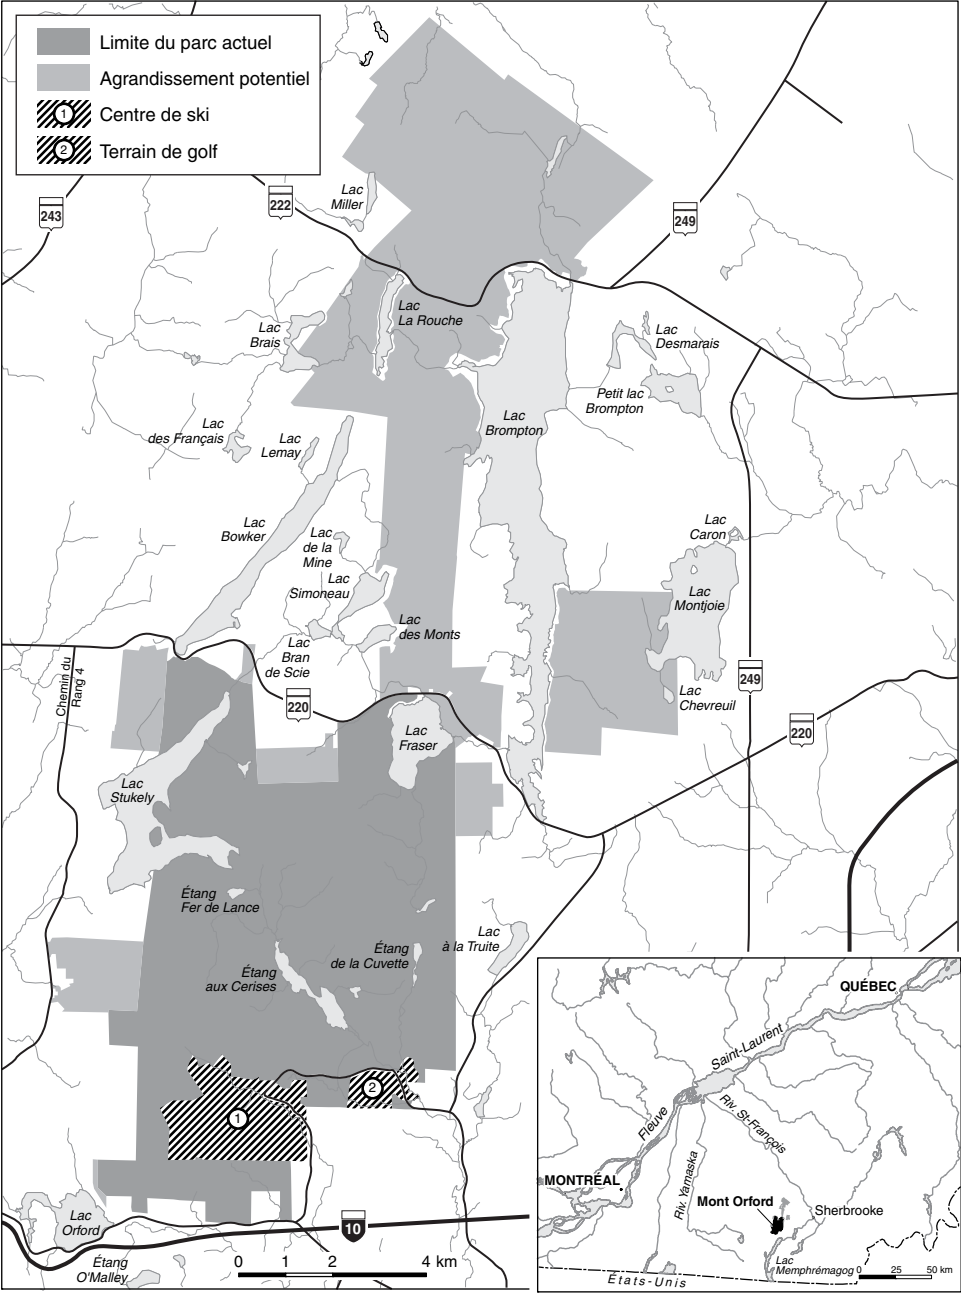 Limite du parc actuel
Agrandissement potentiel
1
Centre de ski
2
Terrain de golf
243
222
249
Lac
Miller
Lac
La Rouche
Lac
Brais
Lac
Desmarais
Petit lac
Brompton
Lac
Brompton
Lac
des Français
Lac
Lemay
Lac
Bowker
Lac
de la
Mine
Lac
Simoneau
Lac
Caron
Lac
Montjoie
Lac
des Monts
Lac
Bran
de Scie
Chemin du
Rang 4
220
249
Lac
Chevreuil
220
Lac
Fraser
Lac
Stukely
Étang
Fer de Lance
Lac
à la Truite
Étang
de la Cuvette
Étang
aux Cerises
1
2
Lac
Orford
Étang
O'Malley
10
0 1 2 4 km
QUÉBEC
Saint-Laurent
Fleuve
Riv. St-François
Riv. Yamaska
MONTRÉAL
Mont Orford
Sherbrooke
Lac
Memphrémagog
0 25 50 km
États-Unis